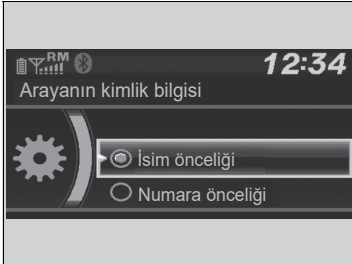 RM
12:34
Arayanın kimlik bilgisi
İsim önceliği
Numara önceliği